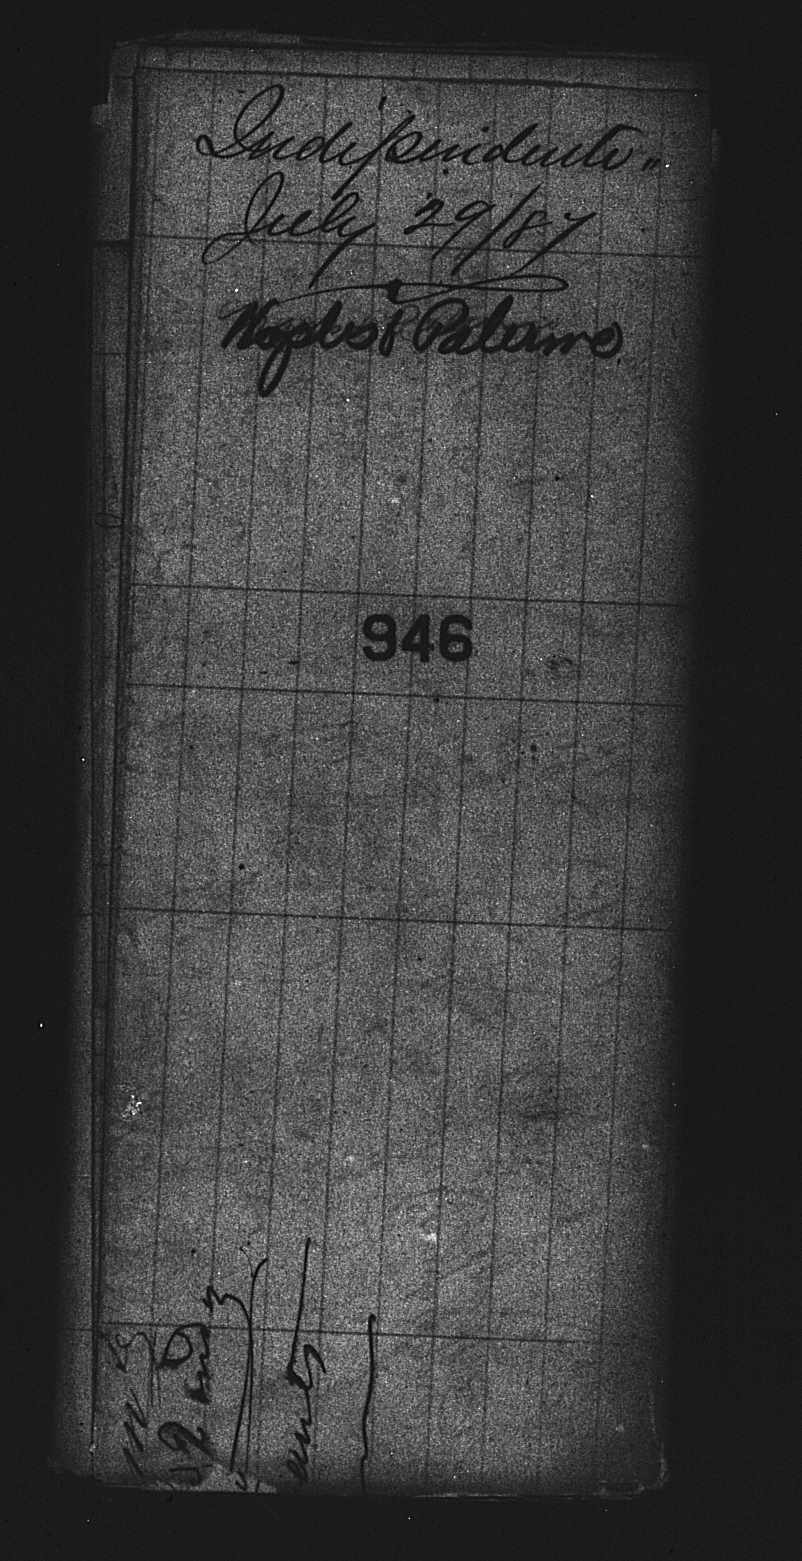 Indipendente "
July 29/87
Naples & Palermo
946